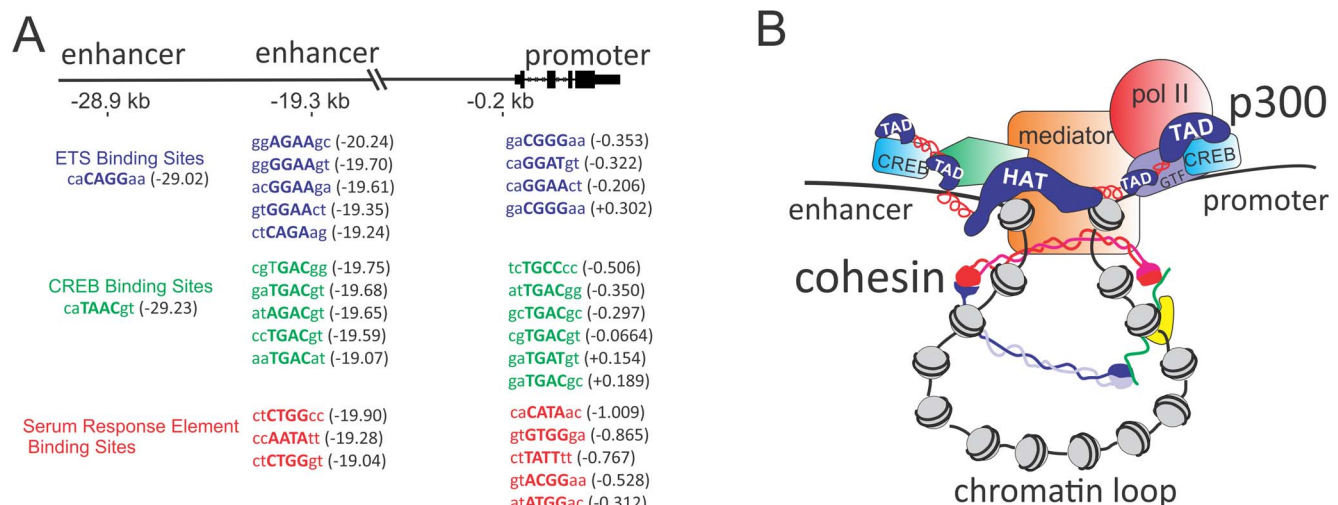 A
enhancer
enhancer
promoter
-28.9 kb
-19.3 kb
-0.2 kb
ETS Binding Sites
caCAGGaa (-29.02)
ggAGAAgc (-20.24)
ggGGAAgt (-19.70)
acGGAAga (-19.61)
gtGGAAct (-19.35)
ctCAGAag (-19.24)
gaCGGGaa (-0.353)
caGGATgt (-0.322)
caGGAAct (-0.206)
gaCGGGaa (+0.302)
CREB Binding Sites
caTAACgt (-29.23)
cgTGACgg (-19.75)
gaTGACgt (-19.68)
atAGACgt (-19.65)
ccTGACgt (-19.59)
aaTGACat (-19.07)
tcTGCCcc (-0.506)
atTGACgg (-0.350)
gcTGACgc (-0.297)
cgTGACgt (-0.0664)
gaTGATgt (+0.154)
gaTGACgc (+0.189)
Serum Response Element
Binding Sites
ctCTGGcc (-19.90)
ccAATAtt (-19.28)
ctCTGGgt (-19.04)
caCATAac (-1.009)
gtGTGGga (-0.865)
ctTATTtt (-0.767)
gtACGGaa (-0.528)
atATGGac (-0.312)
B
pol II
p300
mediator
TAD
CREB
TAD
HAT
TAD
CREB
TAD
GTF
enhancer
promoter
cohesin
chromatin loop